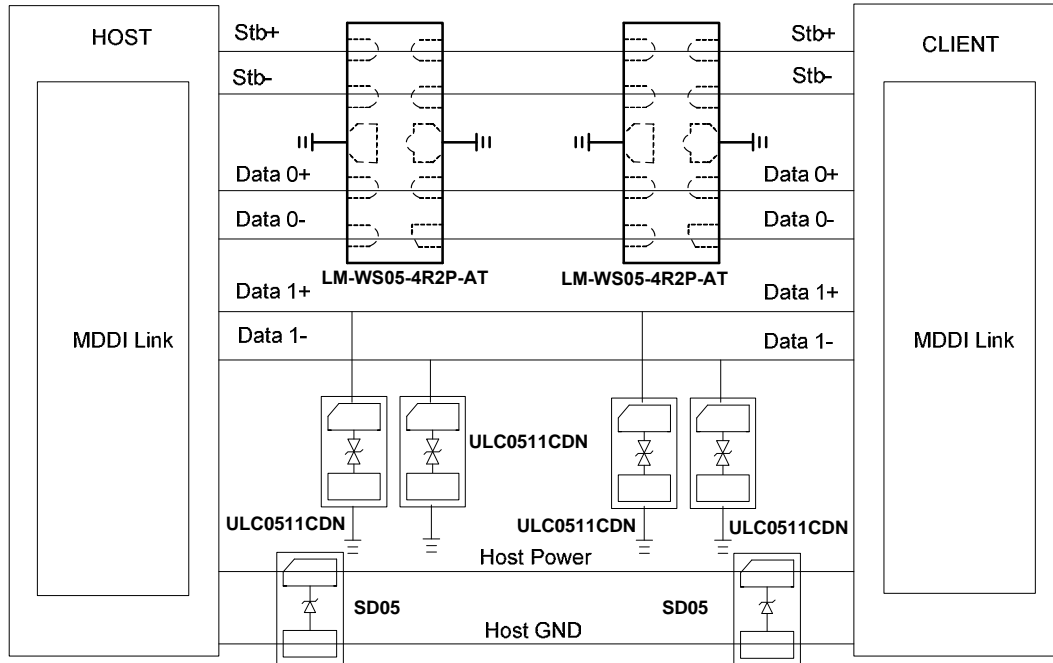 HOST
CLIENT
Stb+
Stb+
Stb-
Stb-
Data 0+
Data 0+
Data 0-
Data 0-
LM-WS05-4R2P-AT
LM-WS05-4R2P-AT
Data 1+
Data 1+
Data 1-
Data 1-
MDDI Link
MDDI Link
ULC0511CDN
ULC0511CDN
ULC0511CDN
ULC0511CDN
Host Power
SD05
SD05
Host GND